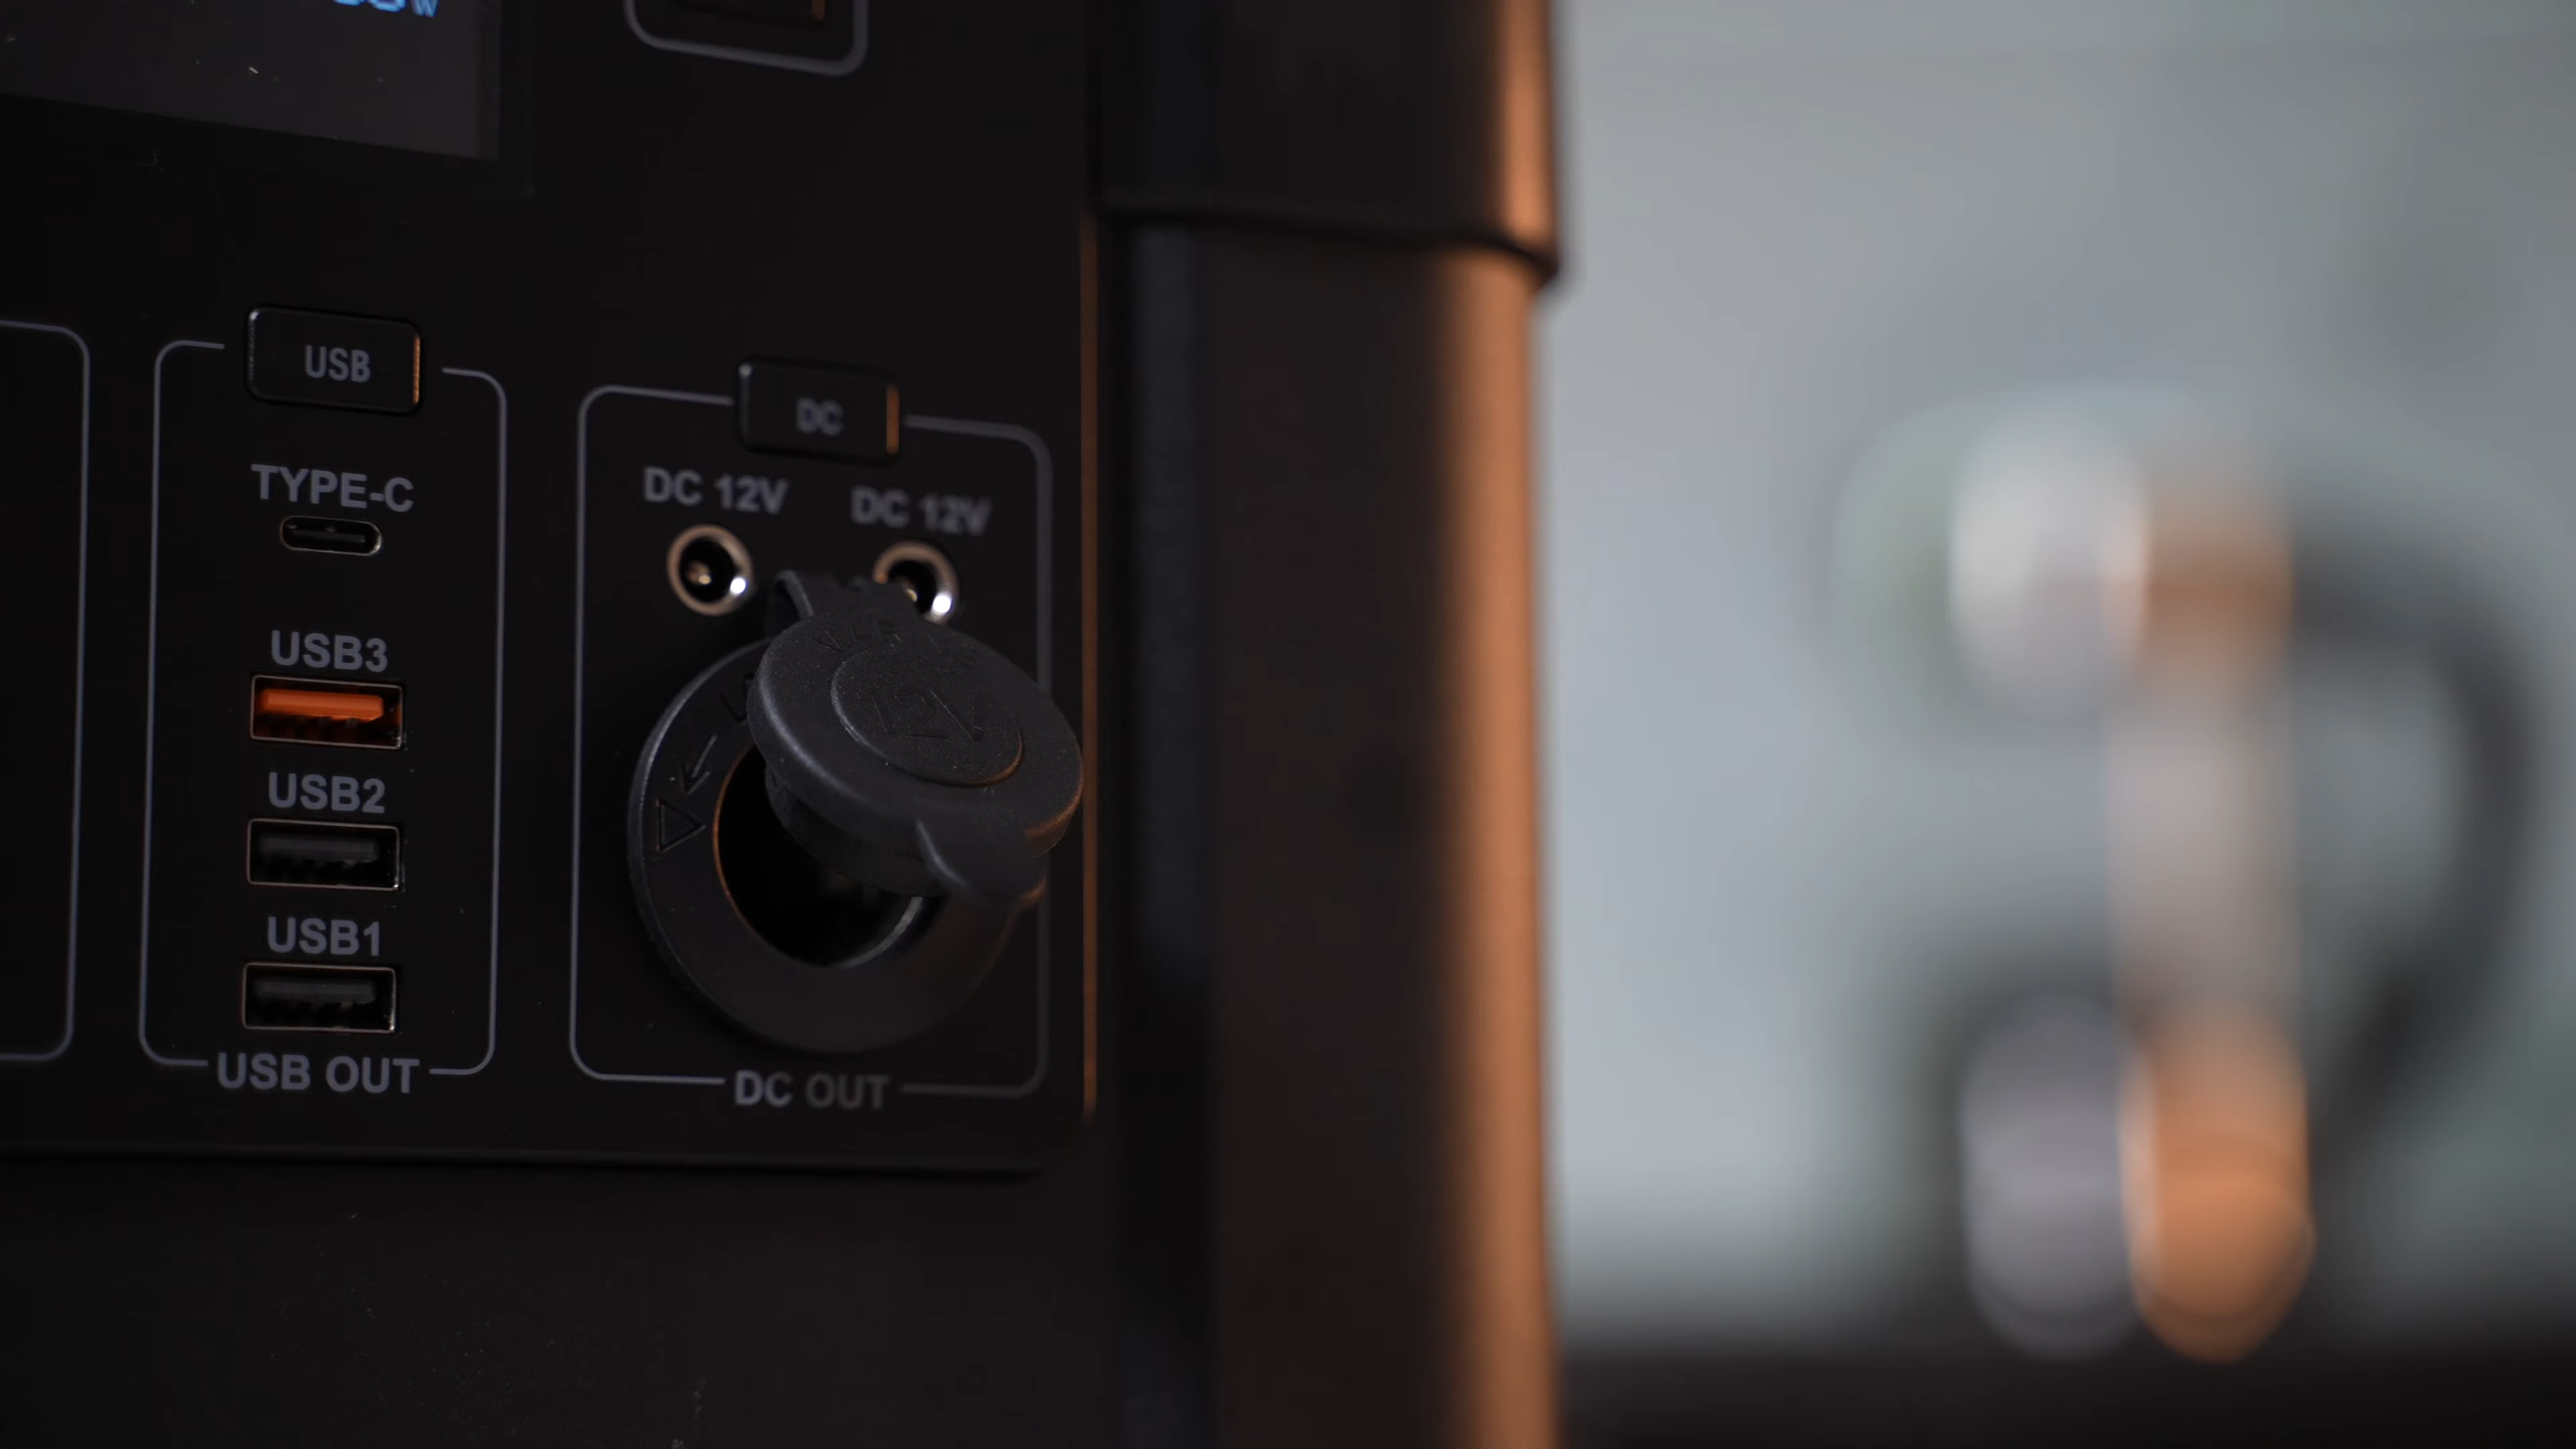 W
USB
TYPE-C
USB3
USB2
USB1
USB OUT
DC
DC 12V
DC 12V
12V
DC OUT